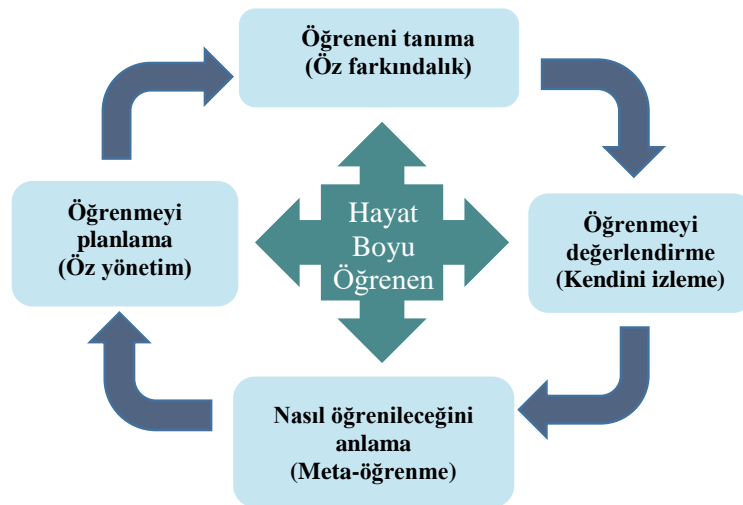 Öğreneni tanıma
(Öz farkındalık)
Öğrenmeyi
planlama
(Öz yönetim)
Hayat
Boyu
Öğrenen
Öğrenmeyi
değerlendirme
(Kendini izleme)
Nasıl öğrenileceğini
anlama
(Meta-öğrenme)